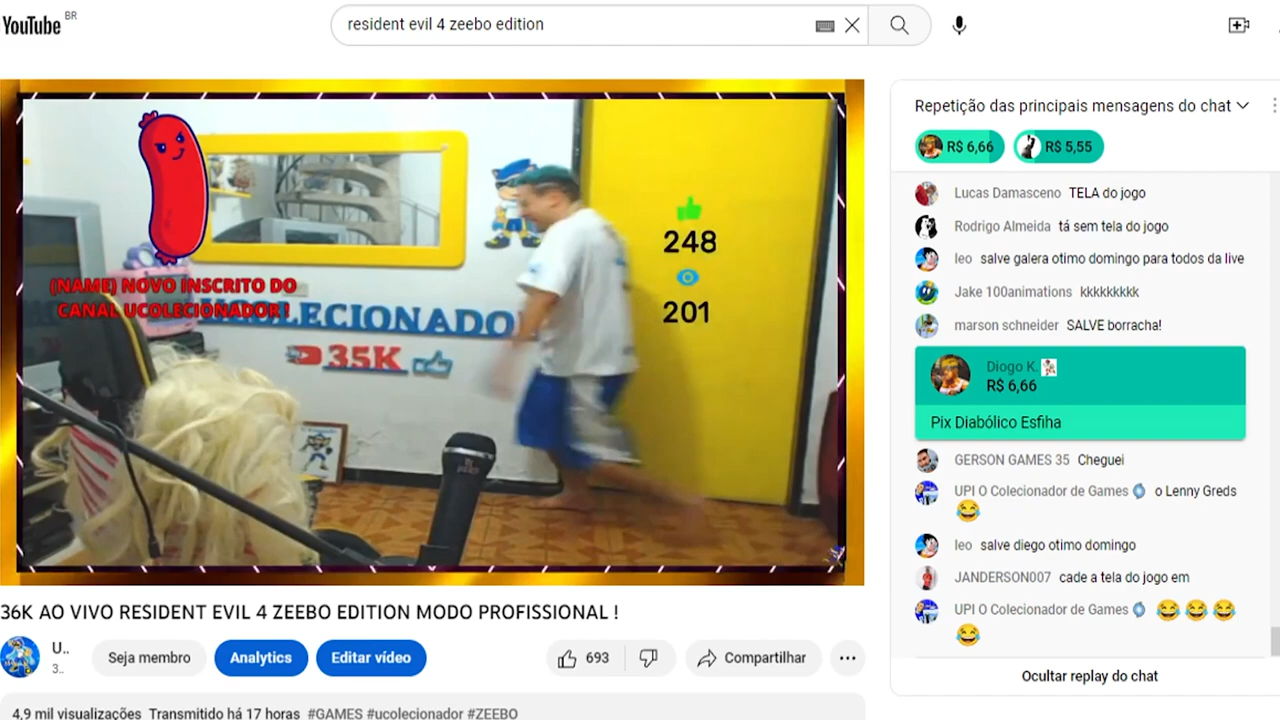 YouTube BR
resident evil 4 zeebo edition
Repetição das principais mensagens do chat
R$ 6,66 R$ 5,55
248
201
(NAME) NOVO INSCRITO DO
CANAL UCOLECIONADOR !
COLECIONADO
35K
Lucas Damasceno TELA do jogo
Rodrigo Almeida tá sem tela do jogo
leo salve galera otimo domingo para todos da live
Jake 100animations kkkkkkkkk
marson schneider SALVE borracha!
Diogo K.
R$ 6,66
Pix Diabólico Esfiha
GERSON GAMES 35 Cheguei
UPI O Colecionador de Games o Lenny Greds
😂
leo salve diego otimo domingo
JANDERSON007 cade a tela do jogo em
UPI O Colecionador de Games 😂😂😂
😂
Ocultar replay do chat
36K AO VIVO RESIDENT EVIL 4 ZEEBO EDITION MODO PROFISSIONAL !
U..
3..
Seja membro
Analytics
Editar vídeo
693
Compartilhar
4,9 mil visualizações Transmitido há 17 horas #GAMES #ucolecionador #ZEEBO